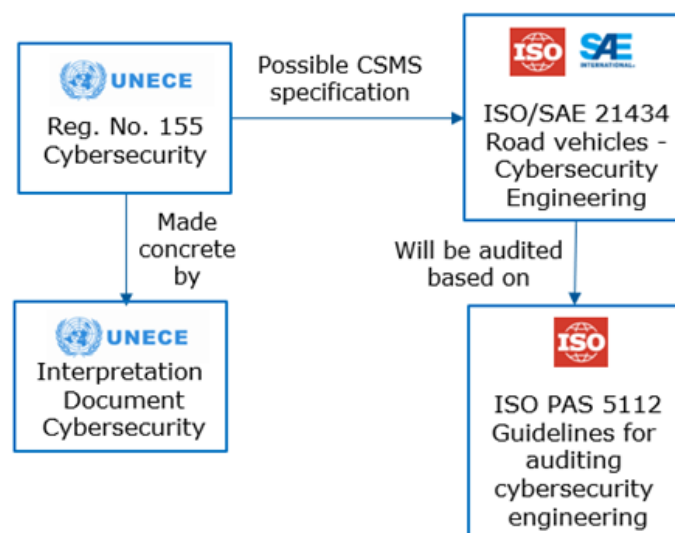 UNECE
Reg. No. 155
Cybersecurity
Possible CSMS
specification
ISO
SAE
INTERNATIONAL
ISO/SAE 21434
Road vehicles -
Cybersecurity
Engineering
Made
concrete
by
Will be audited
based on
UNECE
Interpretation
Document
Cybersecurity
ISO
ISO PAS 5112
Guidelines for
auditing
cybersecurity
engineering